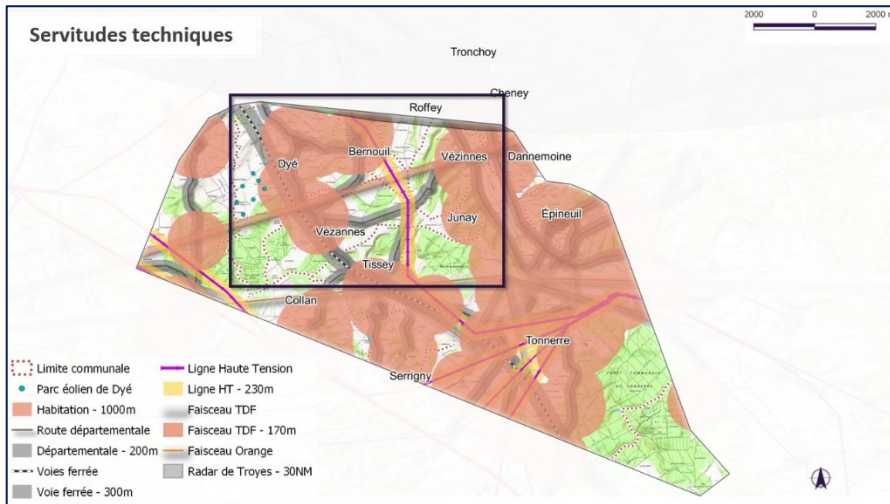 Servitudes techniques
2000 0 2000 m
Tronchoy
Cheney
Roffey
Bernouil
Vézinnes
Dannemoine
Dyé
Junay
Épineuil
Vézannes
Tissey
Collan
Tonnerre
Serrigny
Limite communale
Parc éolien de Dyé
Habitation - 1000m
Route départementale
Départementale - 200m
Voies ferrée
Voie ferrée - 300m
Ligne Haute Tension
Ligne HT - 230m
Faisceau TDF
Faisceau TDF - 170m
Faisceau Orange
Radar de Troyes - 30NM